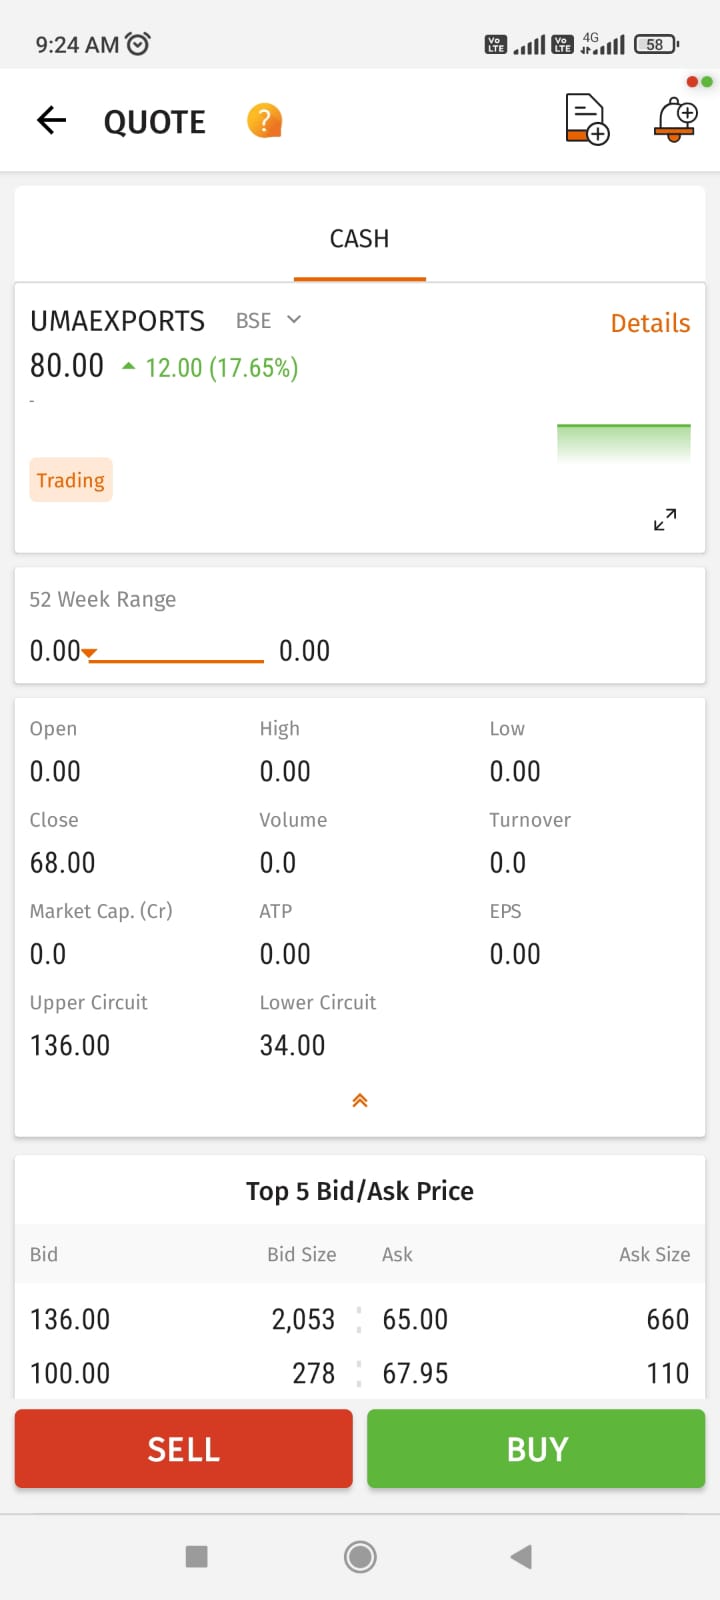 9:24 AM Vo LTE Vo LTE 4G 58
QUOTE ?
CASH
UMAEXPORTS BSE Details
80.00 12.00 (17.65%)
-
Trading
52 Week Range
0.00 0.00
Open High Low
0.00 0.00 0.00
Close Volume Turnover
68.00 0.0 0.0
Market Cap. (Cr) ATP EPS
0.0 0.00 0.00
Upper Circuit Lower Circuit
136.00 34.00
Top 5 Bid/Ask Price
Bid Bid Size Ask Ask Size
136.00 2,053 65.00 660
100.00 278 67.95 110
SELL BUY